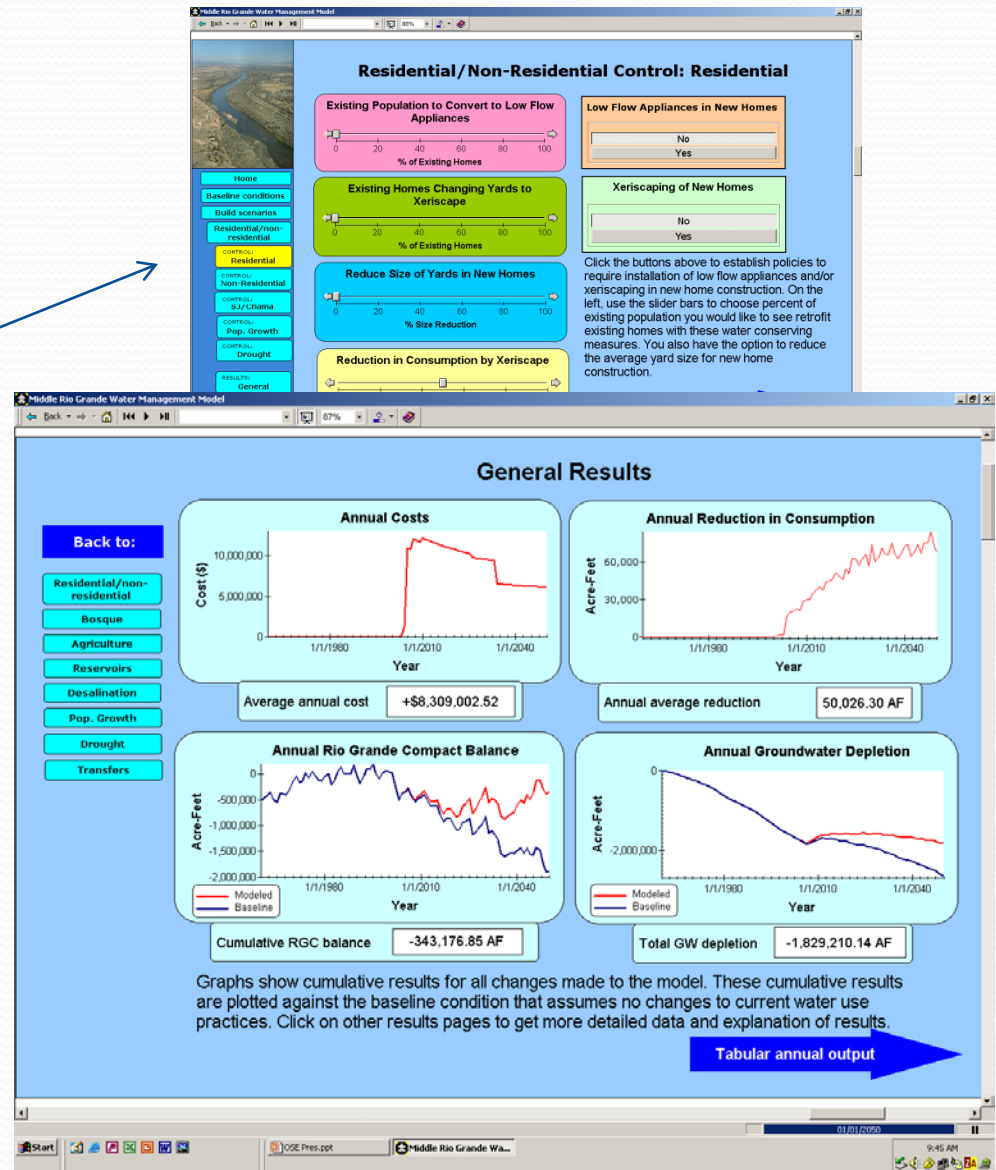 Middle Rio Grande Water Management Model
Back
88%
Residential/Non-Residential Control: Residential
Existing Population to Convert to Low Flow
Appliances
0 20 40 60 80 100
% of Existing Homes
Low Flow Appliances in New Homes
No
Yes
Home
Baseline conditions
Build scenarios
Residential/non-
residential
CONTROL:
Residential
CONTROL:
Non-Residential
CONTROL:
SJ/Chama
CONTROL:
Pop. Growth
CONTROL:
Drought
RESULTS:
General
Existing Homes Changing Yards to
Xeriscape
0 20 40 60 80 100
% of Existing Homes
Xeriscaping of New Homes
No
Yes
Reduce Size of Yards in New Homes
0 20 40 60 80 100
% Size Reduction
Click the buttons above to establish policies to
require installation of low flow appliances and/or
xeriscaping in new home construction. On the
left, use the slider bars to choose percent of
existing population you would like to see retrofit
existing homes with these water conserving
measures. You also have the option to reduce
the average yard size for new home
construction.
Reduction in Consumption by Xeriscape
Middle Rio Grande Water Management Model
Back
87%
General Results
Back to:
Residential/non-
residential
Bosque
Agriculture
Reservoirs
Desalination
Pop. Growth
Drought
Transfers
Annual Costs
Cost ($)
10,000,000
5,000,000
0
1/1/1980 1/1/2010 1/1/2040
Year
Average annual cost +$8,309,002.52
Annual Reduction in Consumption
Acre-Feet
60,000
30,000
0
1/1/1980 1/1/2010 1/1/2040
Year
Annual average reduction 50,026.30 AF
Annual Rio Grande Compact Balance
Acre-Feet
0
-500,000
-1,000,000
-1,500,000
-2,000,000
1/1/1980 1/1/2010 1/1/2040
Modeled
Baseline
Year
Cumulative RGC balance -343,176.85 AF
Annual Groundwater Depletion
Acre-Feet
0
-2,000,000
1/1/1980 1/1/2010 1/1/2040
Modeled
Baseline
Year
Total GW depletion -1,829,210.14 AF
Graphs show cumulative results for all changes made to the model. These cumulative results
are plotted against the baseline condition that assumes no changes to current water use
practices. Click on other results pages to get more detailed data and explanation of results.
Tabular annual output
01/01/2050
Start
OSE Pres.ppt
Middle Rio Grande Wa...
9:45 AM